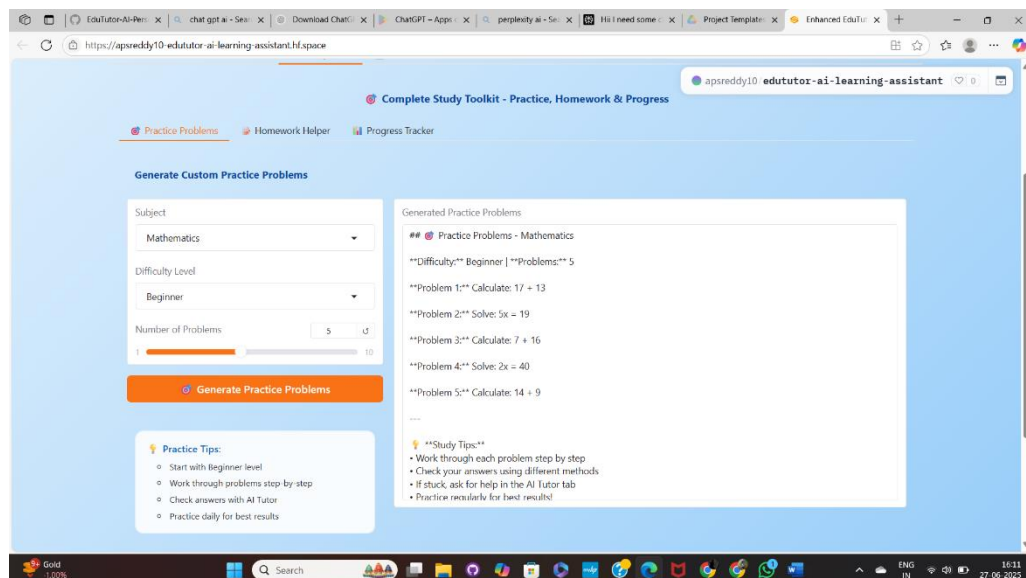 EduTutor-AI-Pers
chat gpt ai - Sear
Download ChatG
ChatGPT – Apps
perplexity ai - Se
Hi I need some
Project Template
Enhanced EduTut
https://apsreddy10-edututor-ai-learning-assistant.hf.space
apsreddy10/edututor-ai-learning-assistant 0
🎯 Complete Study Toolkit - Practice, Homework & Progress
🎯 Practice Problems 📝 Homework Helper 📊 Progress Tracker
Generate Custom Practice Problems
Subject
Mathematics
Difficulty Level
Beginner
Number of Problems 5
1 10
🎯 Generate Practice Problems
💡 Practice Tips:
Start with Beginner level
Work through problems step-by-step
Check answers with AI Tutor
Practice daily for best results
Generated Practice Problems
## 🎯 Practice Problems - Mathematics
**Difficulty:** Beginner | **Problems:** 5
**Problem 1:** Calculate: 17 + 13
**Problem 2:** Solve: 5x = 19
**Problem 3:** Calculate: 7 + 16
**Problem 4:** Solve: 2x = 40
**Problem 5:** Calculate: 14 + 9
---
💡 **Study Tips:**
• Work through each problem step by step
• Check your answers using different methods
• If stuck, ask for help in the AI Tutor tab
• Practice regularly for best results!
9+ Gold
-1.00%
Search
ENG
IN
16:11
27-06-2025